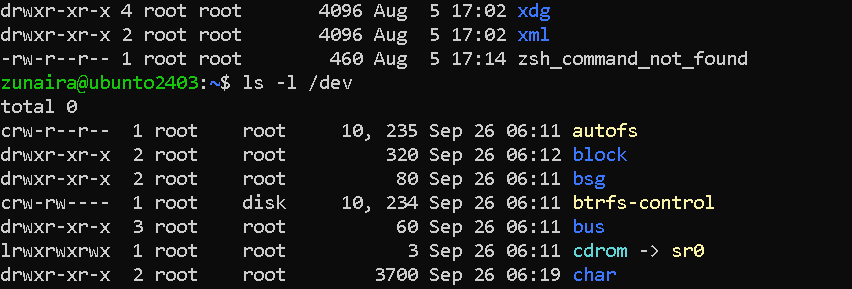 drwxr-xr-x 4 root root       4096 Aug  5 17:02 xdg
drwxr-xr-x 2 root root       4096 Aug  5 17:02 xml
-rw-r--r-- 1 root root        460 Aug  5 17:14 zsh_command_not_found
zunaira@ubunto2403:~$ ls -l /dev
total 0
crw-r--r--  1 root    root     10, 235 Sep 26 06:11 autofs
drwxr-xr-x  2 root    root         320 Sep 26 06:12 block
drwxr-xr-x  2 root    root          80 Sep 26 06:11 bsg
crw-rw----  1 root    disk     10, 234 Sep 26 06:11 btrfs-control
drwxr-xr-x  3 root    root          60 Sep 26 06:11 bus
lrwxrwxrwx  1 root    root           3 Sep 26 06:11 cdrom -> sr0
drwxr-xr-x  2 root    root        3700 Sep 26 06:19 char